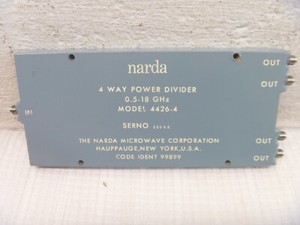 narda
OUT
4 WAY POWER DIVIDER
0.5-18 GHz
OUT
MODEL 4426-4
IN
SERNO
OUT
THE NARDA MICROWAVE CORPORATION
HAUPPAUGE, NEW YORK, U.S.A.
OUT
CODE IDENT 99899